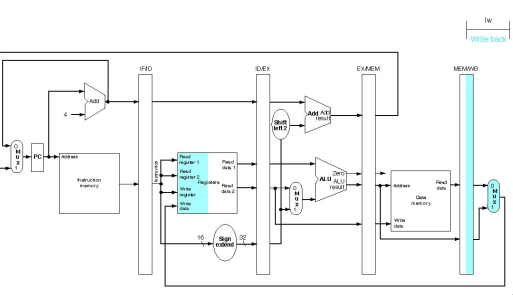 lw
Write back
IF/ID
ID/EX
EX/MEM
MEM/WB
Add
4
Shift
left 2
Add Add
result
0
M
u
x
1
PC
Address
Instruction
memory
Instruction
Read
register 1
Read
register 2
Registers
Write
register
Write
data
Read
data 1
Read
data 2
0
M
u
x
1
Zero
ALU ALU
result
Address
Read
data
Data
memory
Write
data
0
M
u
x
1
16
Sign
extend
32